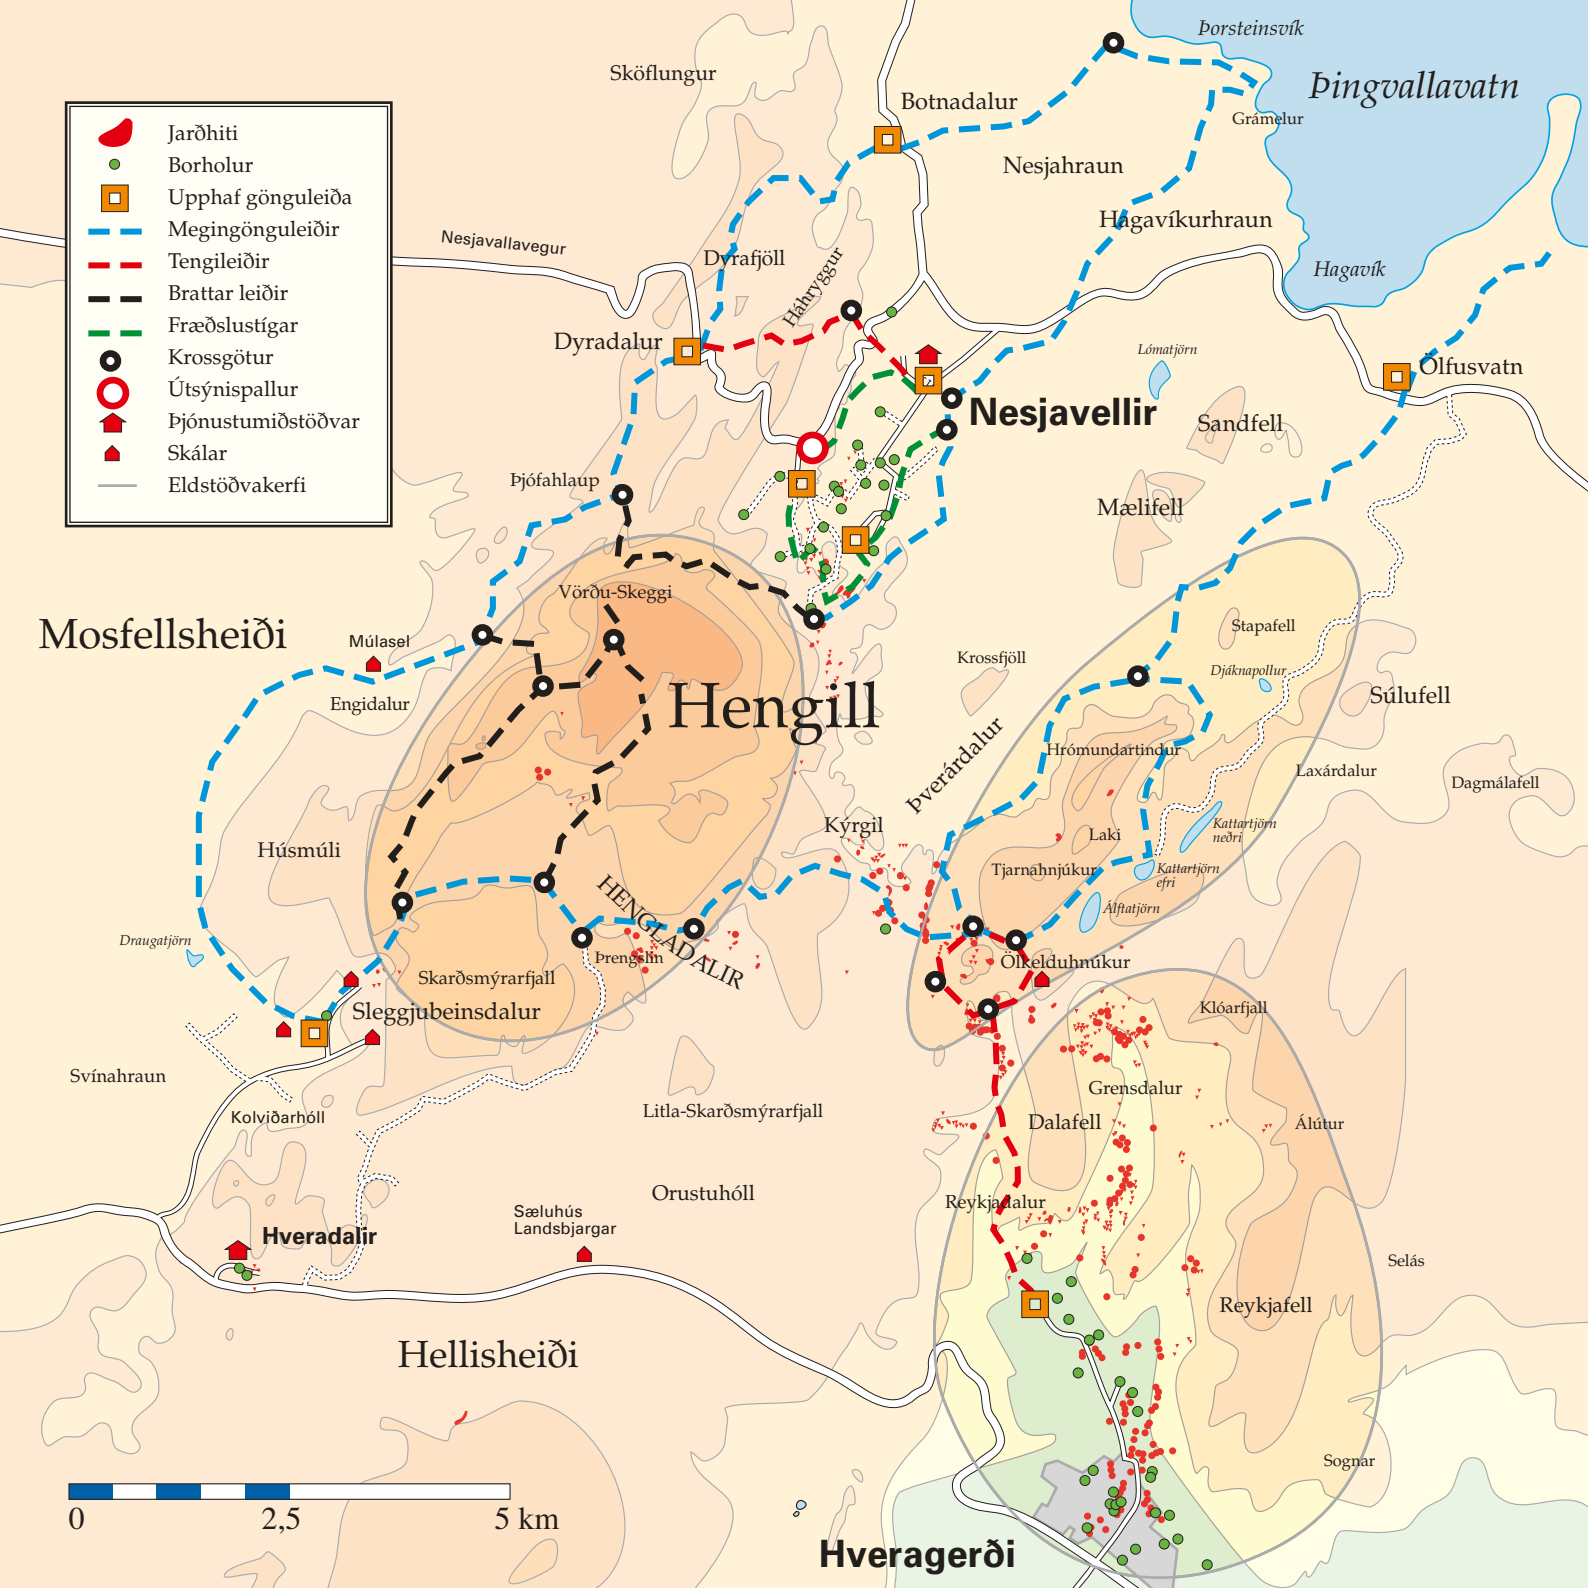 Þorsteinsvík
Sköflungur
Þingvallavatn
Botnadalur
Grámelur
Jarðhiti
Borholur
Upphaf gönguleiða
Megingönguleiðir
Tengileiðir
Brattar leiðir
Fræðslustígar
Krossgötur
Útsýnispallur
Þjónustumiðstöðvar
Skálar
Eldstöðvakerfi
Nesjahraun
Hagavíkurhraun
Nesjavallavegur
Dyrafjöll
Háhryggur
Hagavík
Dyradalur
Lómatjörn
Ölfusvatn
Nesjavellir
Sandfell
Þjófahlaup
Mælifell
Vörðu-Skeggi
Mosfellsheiði
Múlasel
Stapafell
Krossfjöll
Djáknapollur
Engidalur
Hengill
Súlufell
Þverárdalur
Hrómundartindur
Laxárdalur
Dagmálafell
Kýrgil
Laki
Kattartjörn
neðri
Húsmúli
Tjarnahnjúkur
Kattartjörn
efri
HENGLADALIR
Álftatjörn
Draugatjörn
Þrengslin
Ölkelduhnúkur
Skarðsmýrarfjall
Sleggjubeinsdalur
Klóarfjall
Svínahraun
Grensdalur
Kolviðarhóll
Litla-Skarðsmýrarfjall
Dalafell
Álútur
Orustuhóll
Reykjadalur
Sæluhús
Landsbjargar
Hveradalir
Selás
Reykjafell
Hellisheiði
Sognar
0
2,5
5 km
Hveragerði